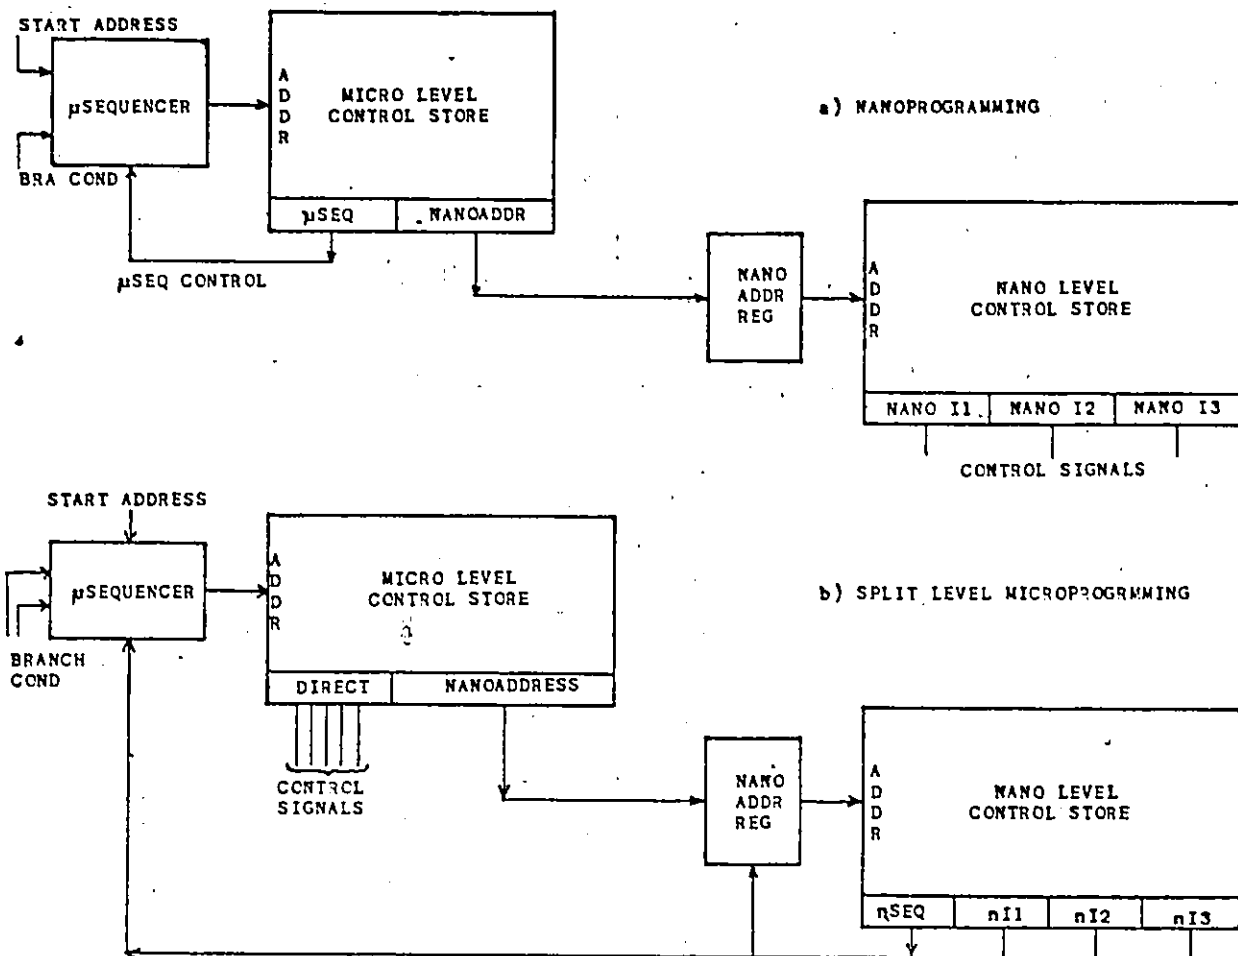 START ADDRESS
µSEQUENCER
BRA COND
A
D
D
R
MICRO LEVEL
CONTROL STORE
µSEQ
NANOADDR
µSEQ CONTROL
a) NANOPROGRAMMING
NANO
ADDR
REG
A
D
D
R
NANO LEVEL
CONTROL STORE
NANO I1
NANO I2
NANO I3
CONTROL SIGNALS
START ADDRESS
µSEQUENCER
BRANCH
COND
A
D
D
R
MICRO LEVEL
CONTROL STORE
DIRECT
NANOADDRESS
CONTROL
SIGNALS
b) SPLIT LEVEL MICROPROGRMMING
NANO
ADDR
REG
A
D
D
R
NANO LEVEL
CONTROL STORE
ηSEQ
nI1
nI2
nI3